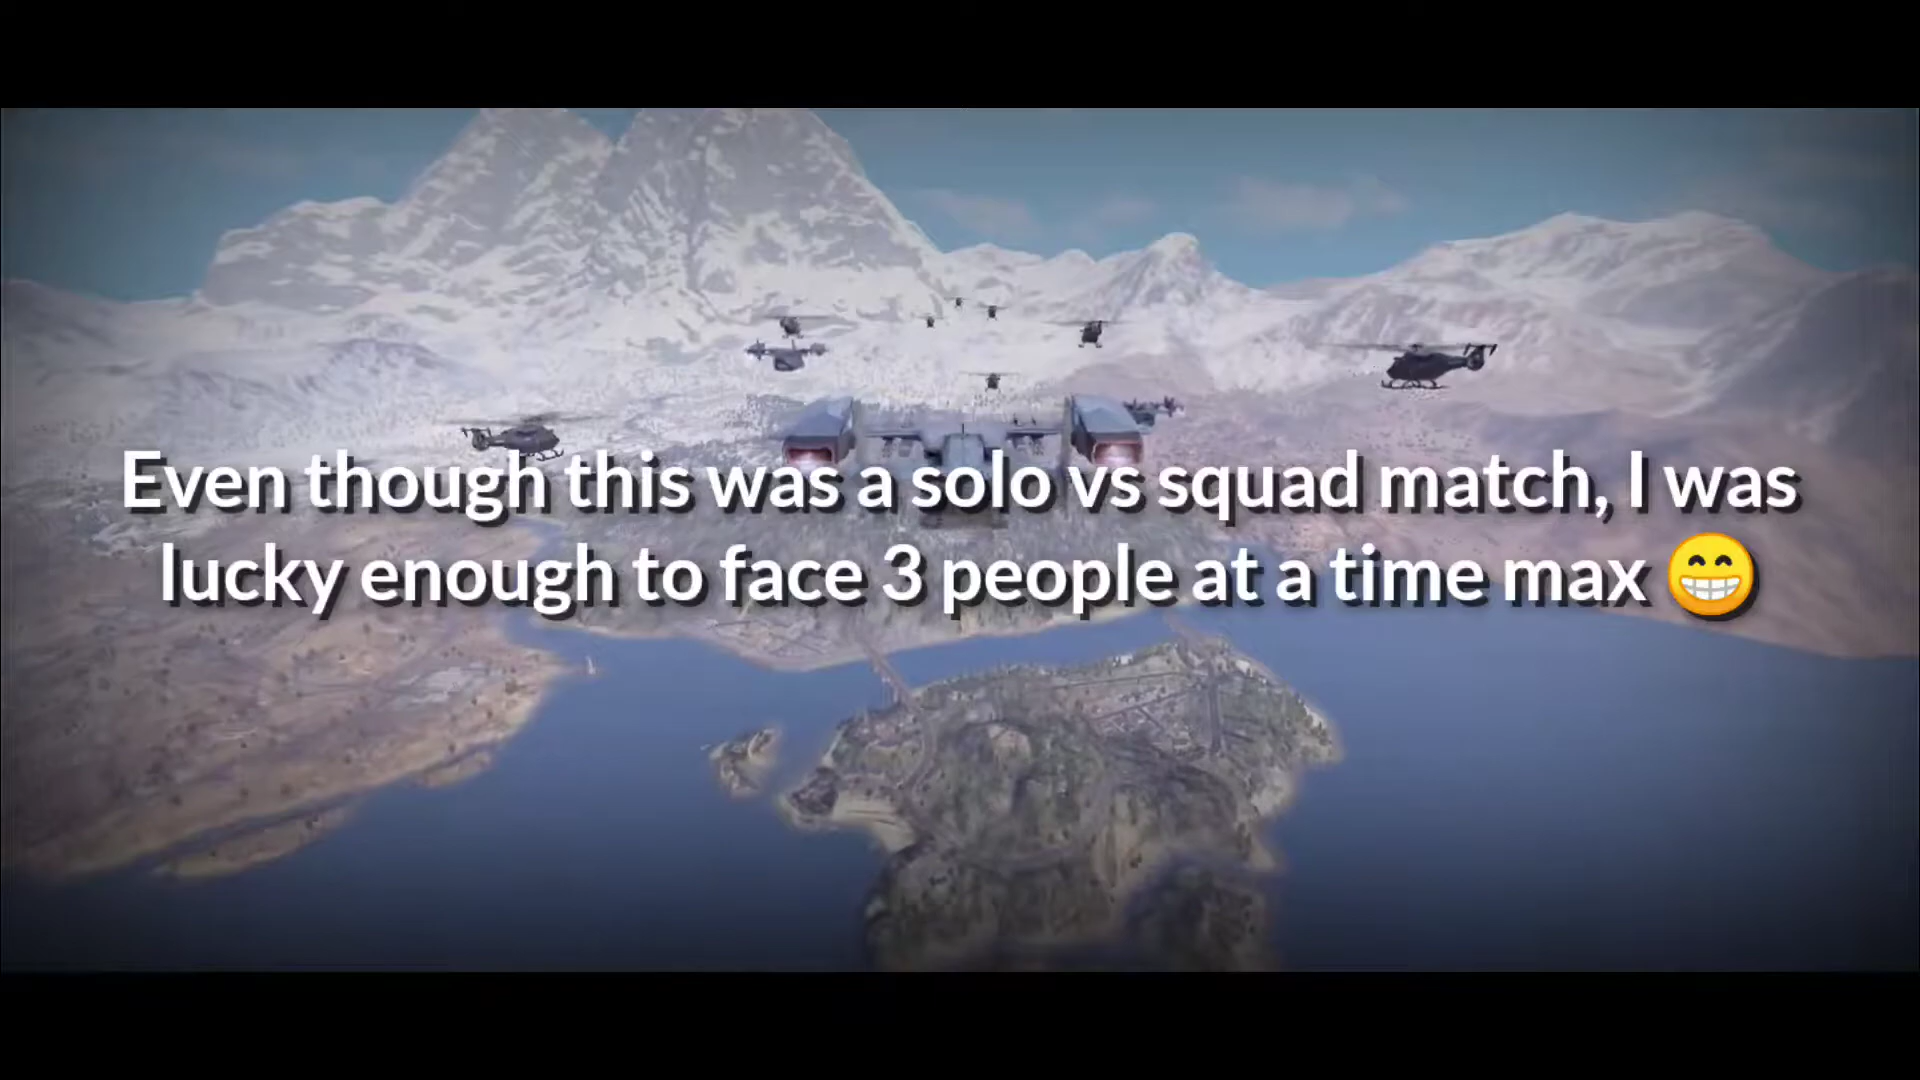 Even though this was a solo vs squad match, I was
lucky enough to face 3 people at a time max 😁